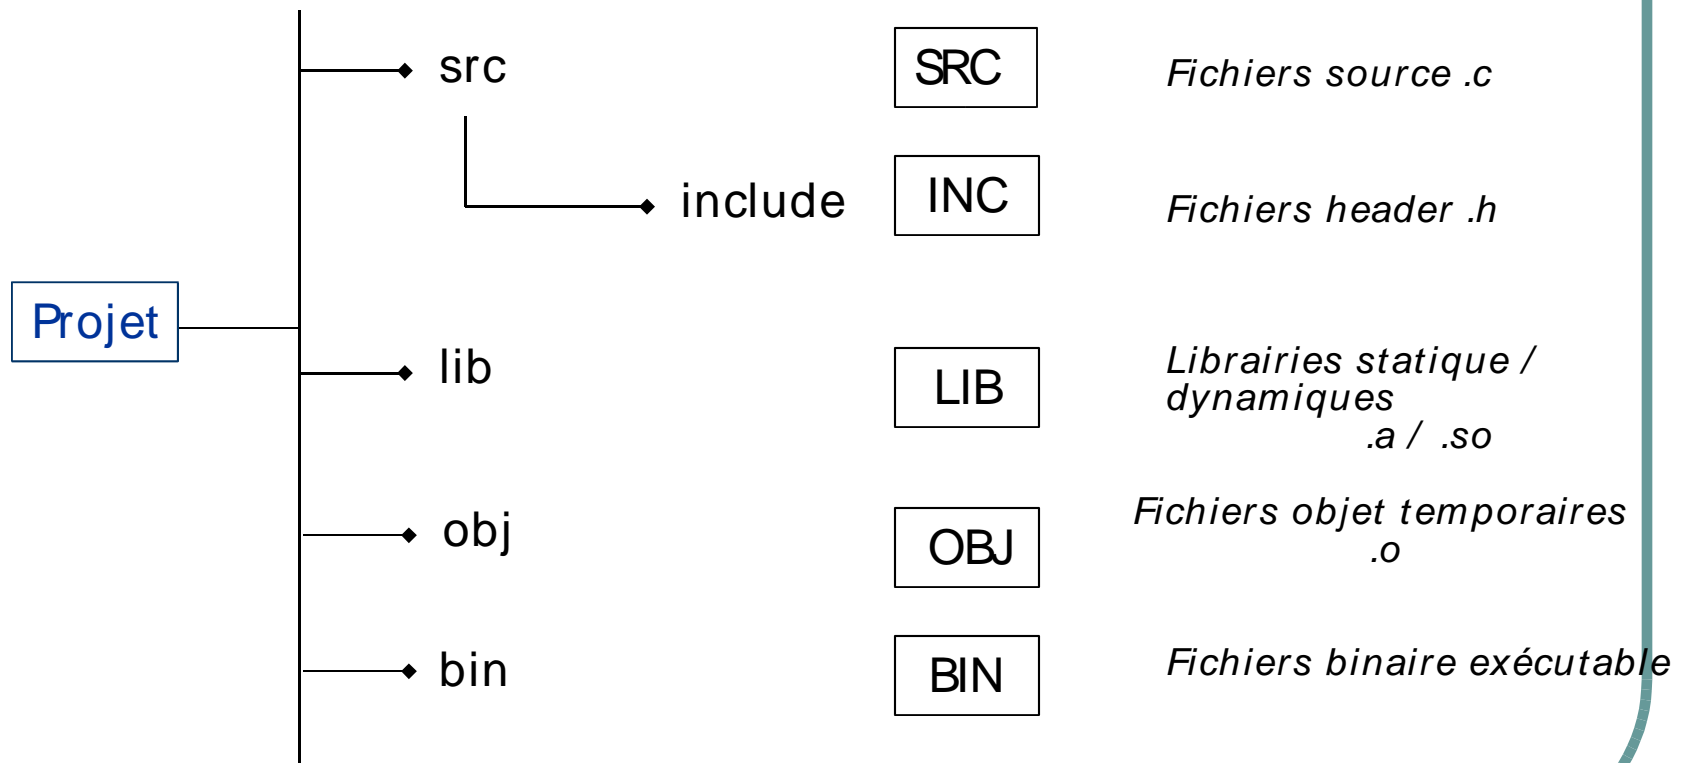 src
SRC
Fichiers source .c
include
INC
Fichiers header .h
Projet
lib
LIB
Librairies statique /
dynamiques
.a / .so
obj
OBJ
Fichiers objet temporaires
.o
bin
BIN
Fichiers binaire exécutable